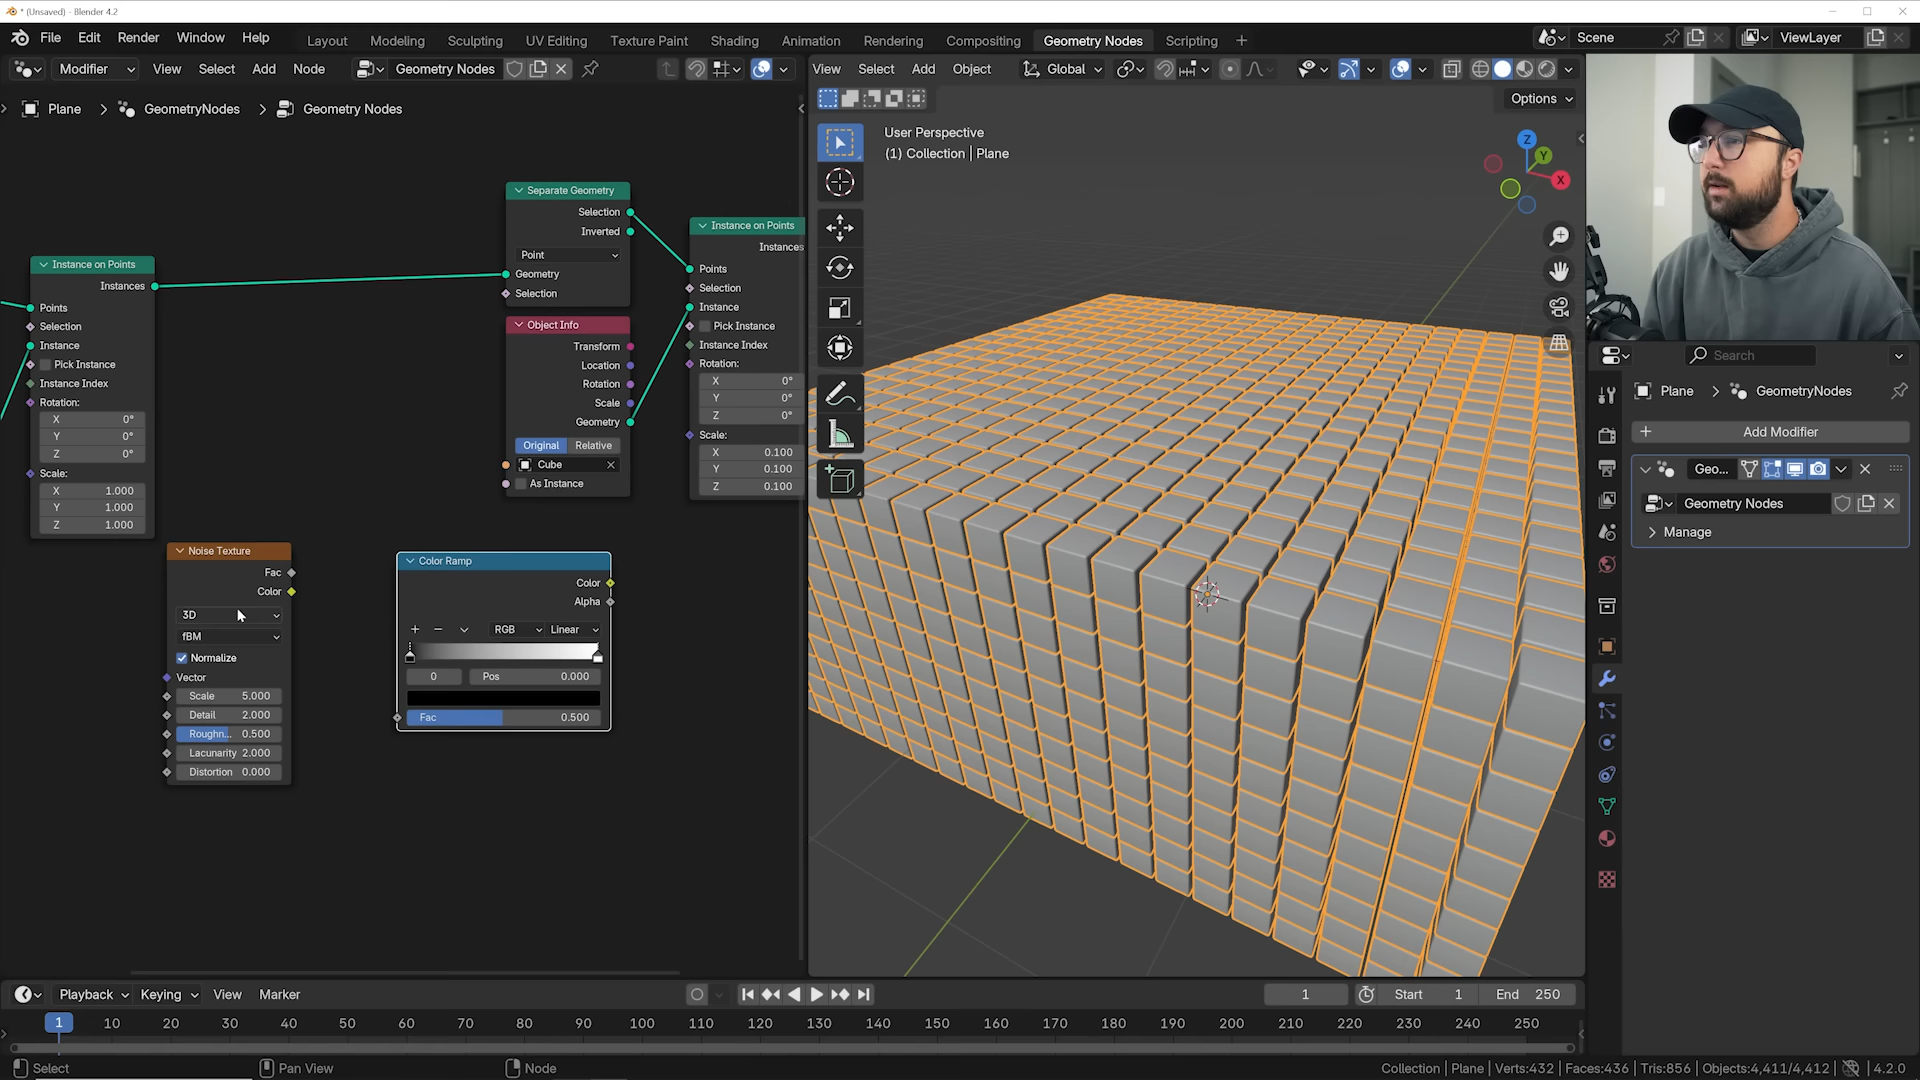 * (Unsaved) - Blender 4.2
File Edit Render Window Help Layout Modeling Sculpting UV Editing Texture Paint Shading Animation Rendering Compositing Geometry Nodes Scripting + Scene ViewLayer
Modifier View Select Add Node Geometry Nodes
View Select Add Object Global
Options
Plane > GeometryNodes > Geometry Nodes
User Perspective
(1) Collection | Plane
Z
Y
X
Instance on Points
Instances
Points
Selection
Instance
Pick Instance
Instance Index
Rotation:
X 0°
Y 0°
Z 0°
Scale:
X 1.000
Y 1.000
Z 1.000
Separate Geometry
Selection
Inverted
Point
Geometry
Selection
Object Info
Transform
Location
Rotation
Scale
Geometry
Original Relative
Cube
As Instance
Instance on Points
Instances
Points
Selection
Instance
Pick Instance
Instance Index
Rotation:
X 0°
Y 0°
Z 0°
Scale:
X 0.100
Y 0.100
Z 0.100
Noise Texture
Fac
Color
3D
fBM
Normalize
Vector
Scale 5.000
Detail 2.000
Roughn... 0.500
Lacunarity 2.000
Distortion 0.000
Color Ramp
Color
Alpha
+ − RGB Linear
0 Pos 0.000
Fac 0.500
Search
Plane > GeometryNodes
+ Add Modifier
Geo...
Geometry Nodes
Manage
Playback Keying View Marker
1 Start 1 End 250
1 10 20 30 40 50 60 70 80 90 100 110 120 130 140 150 160 170 180 190 200 210 220 230 240 250
Select Pan View Node
Collection | Plane | Verts:432 | Faces:436 | Tris:856 | Objects:4,411/4,412 | 4.2.0